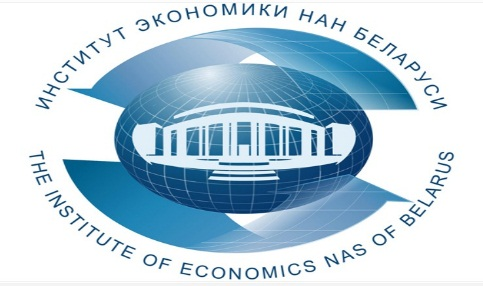 ИНСТИТУТ ЭКОНОМИКИ НАН БЕЛАРУСИ
THE INSTITUTE OF ECONOMICS NAS OF BELARUS